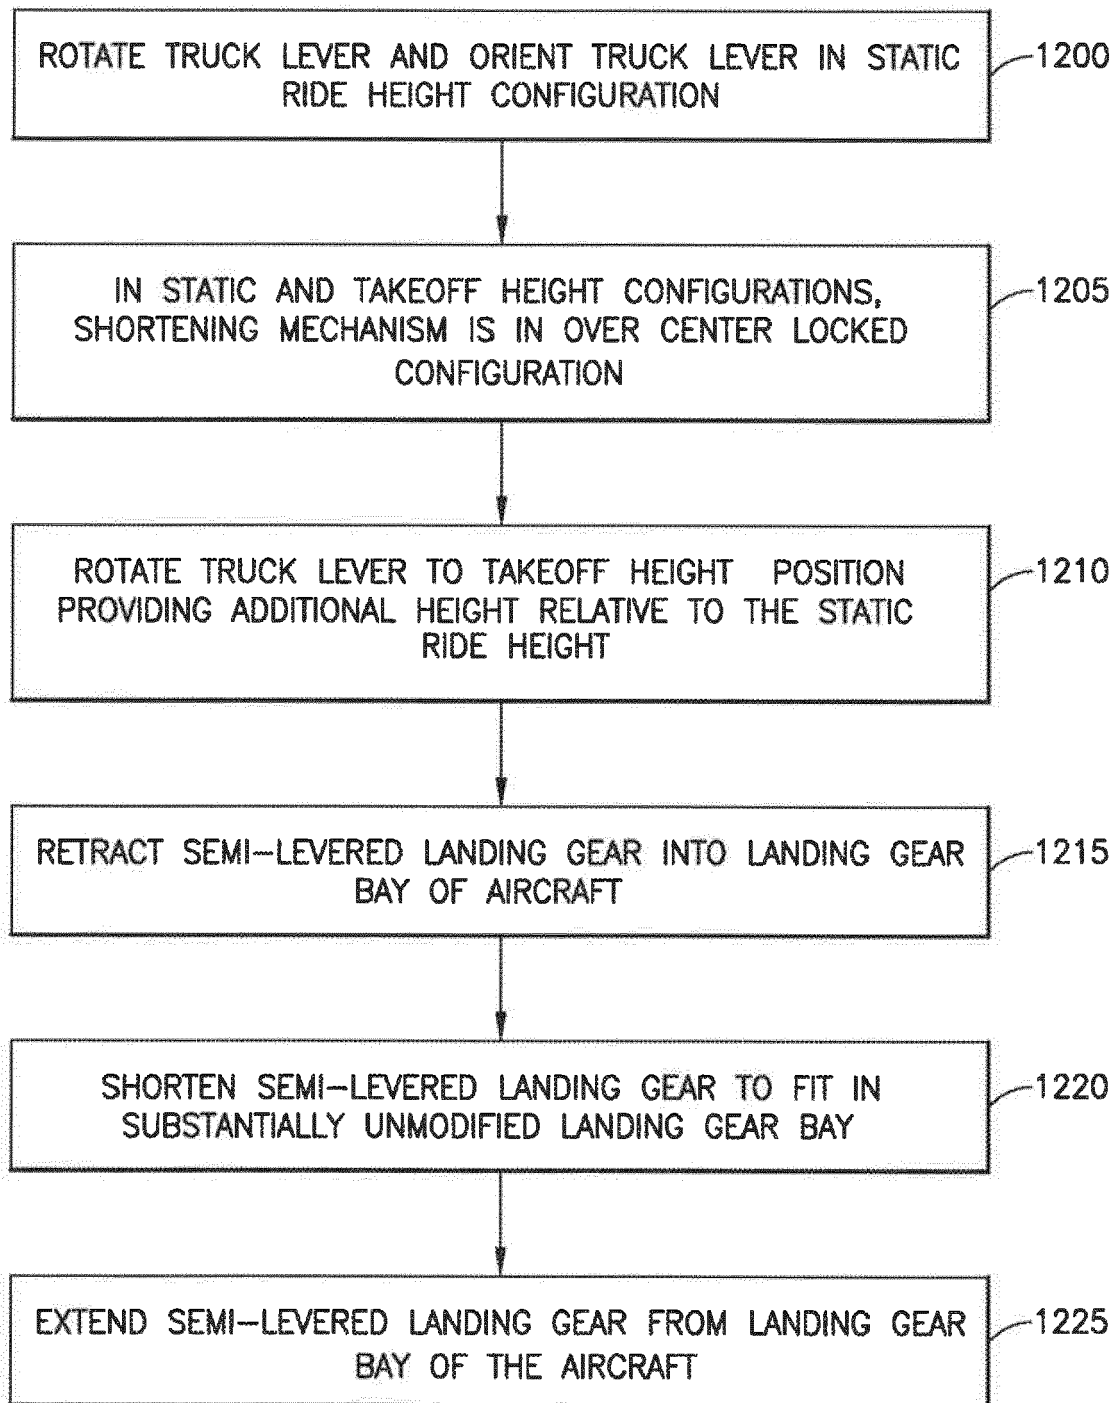 ROTATE TRUCK LEVER AND ORIENT TRUCK LEVER IN STATIC
RIDE HEIGHT CONFIGURATION
1200
IN STATIC AND TAKEOFF HEIGHT CONFIGURATIONS,
SHORTENING MECHANISM IS IN OVER CENTER LOCKED
CONFIGURATION
1205
ROTATE TRUCK LEVER TO TAKEOFF HEIGHT POSITION
PROVIDING ADDITIONAL HEIGHT RELATIVE TO THE STATIC
RIDE HEIGHT
1210
RETRACT SEMI-LEVERED LANDING GEAR INTO LANDING GEAR
BAY OF AIRCRAFT
1215
SHORTEN SEMI-LEVERED LANDING GEAR TO FIT IN
SUBSTANTIALLY UNMODIFIED LANDING GEAR BAY
1220
EXTEND SEMI-LEVERED LANDING GEAR FROM LANDING GEAR
BAY OF THE AIRCRAFT
1225